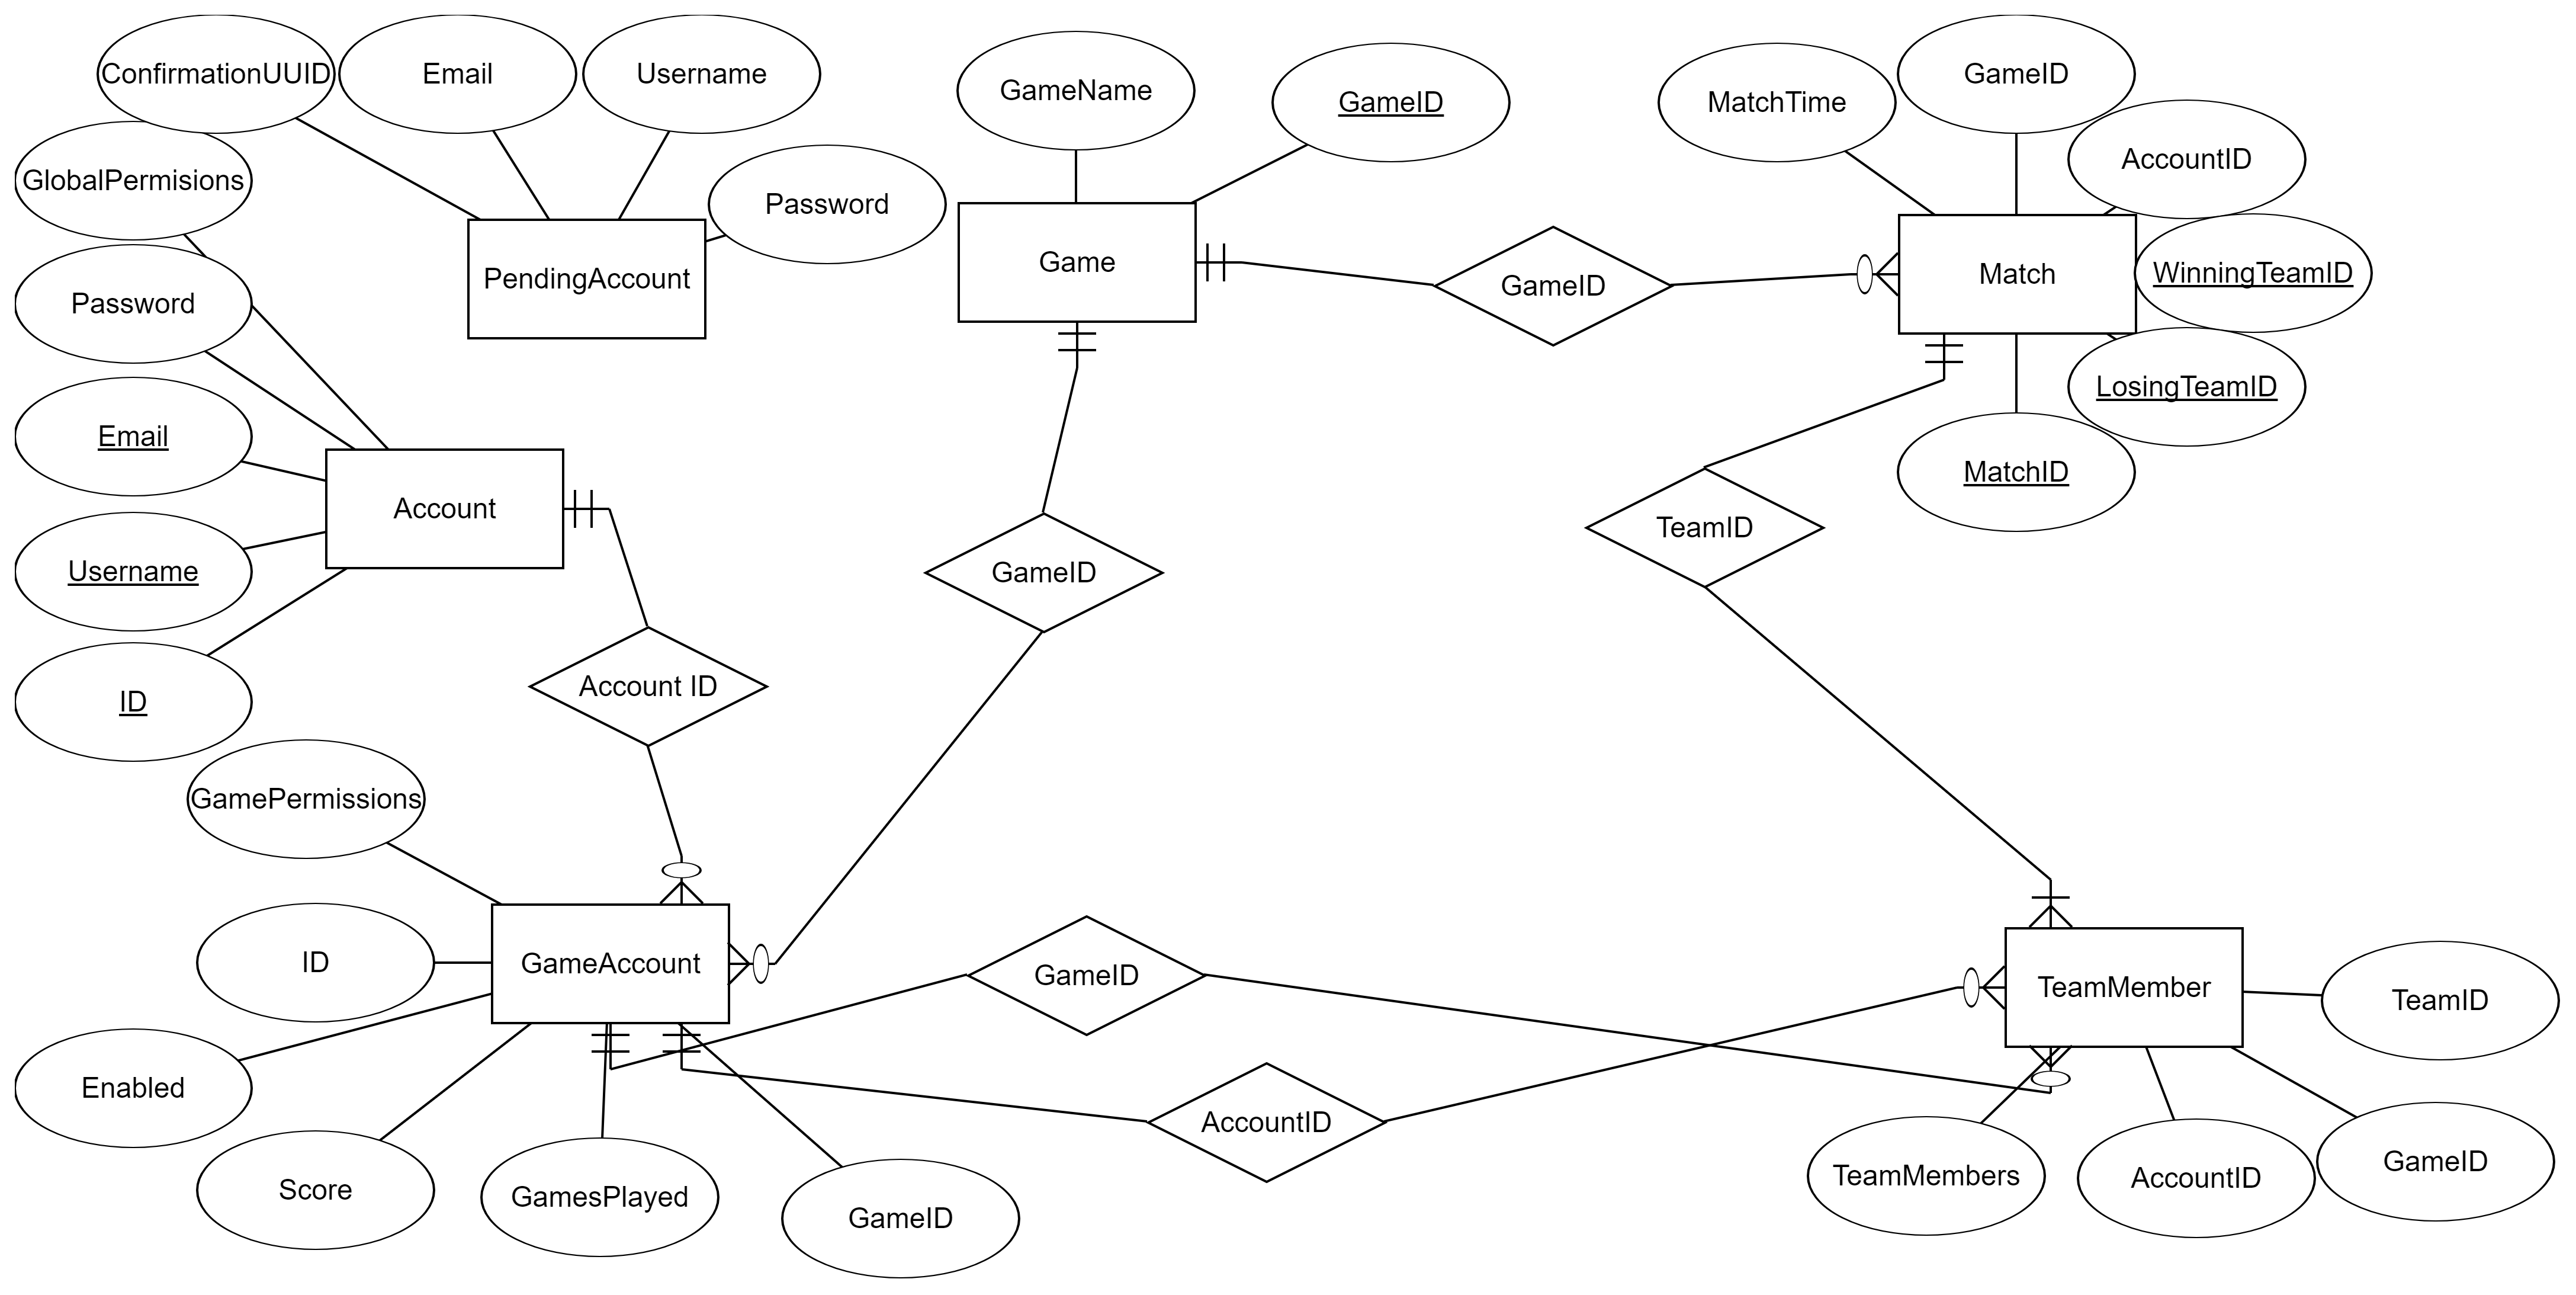 ConfirmationUUID
Email
Username
GlobalPermisions
Password
Password
PendingAccount
Email
Account
Username
ID
Account ID
GameName
GameID
Game
GameID
GameID
MatchTime
GameID
AccountID
Match
WinningTeamID
LosingTeamID
MatchID
TeamID
GamePermissions
ID
GameAccount
Enabled
Score
GamesPlayed
GameID
GameID
AccountID
TeamMember
TeamID
TeamMembers
AccountID
GameID